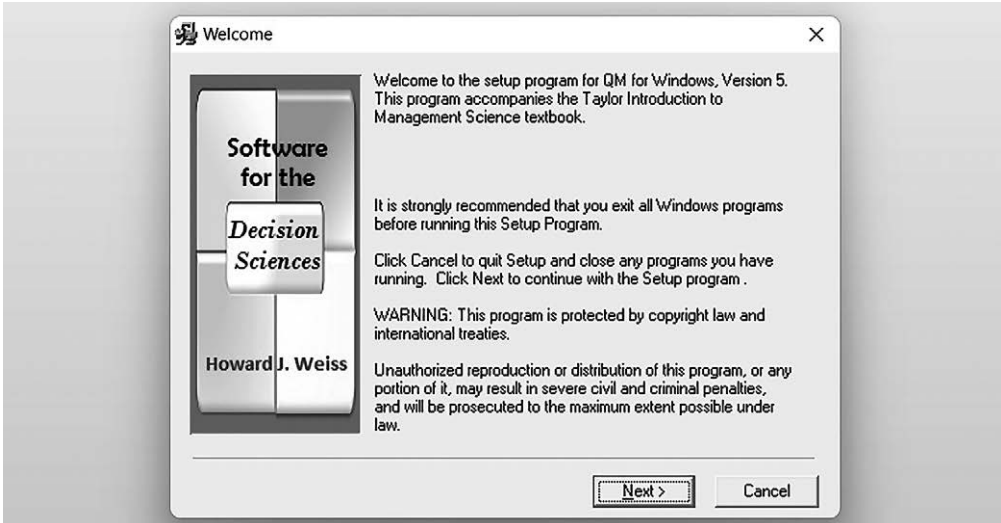 Welcome
Software
for the
Decision
Sciences
Howard J. Weiss
Welcome to the setup program for QM for Windows, Version 5.
This program accompanies the Taylor Introduction to
Management Science textbook.
It is strongly recommended that you exit all Windows programs
before running this Setup Program.
Click Cancel to quit Setup and close any programs you have
running.  Click Next to continue with the Setup program .
WARNING: This program is protected by copyright law and
international treaties.
Unauthorized reproduction or distribution of this program, or any
portion of it, may result in severe civil and criminal penalties,
and will be prosecuted to the maximum extent possible under
law.
Next >
Cancel